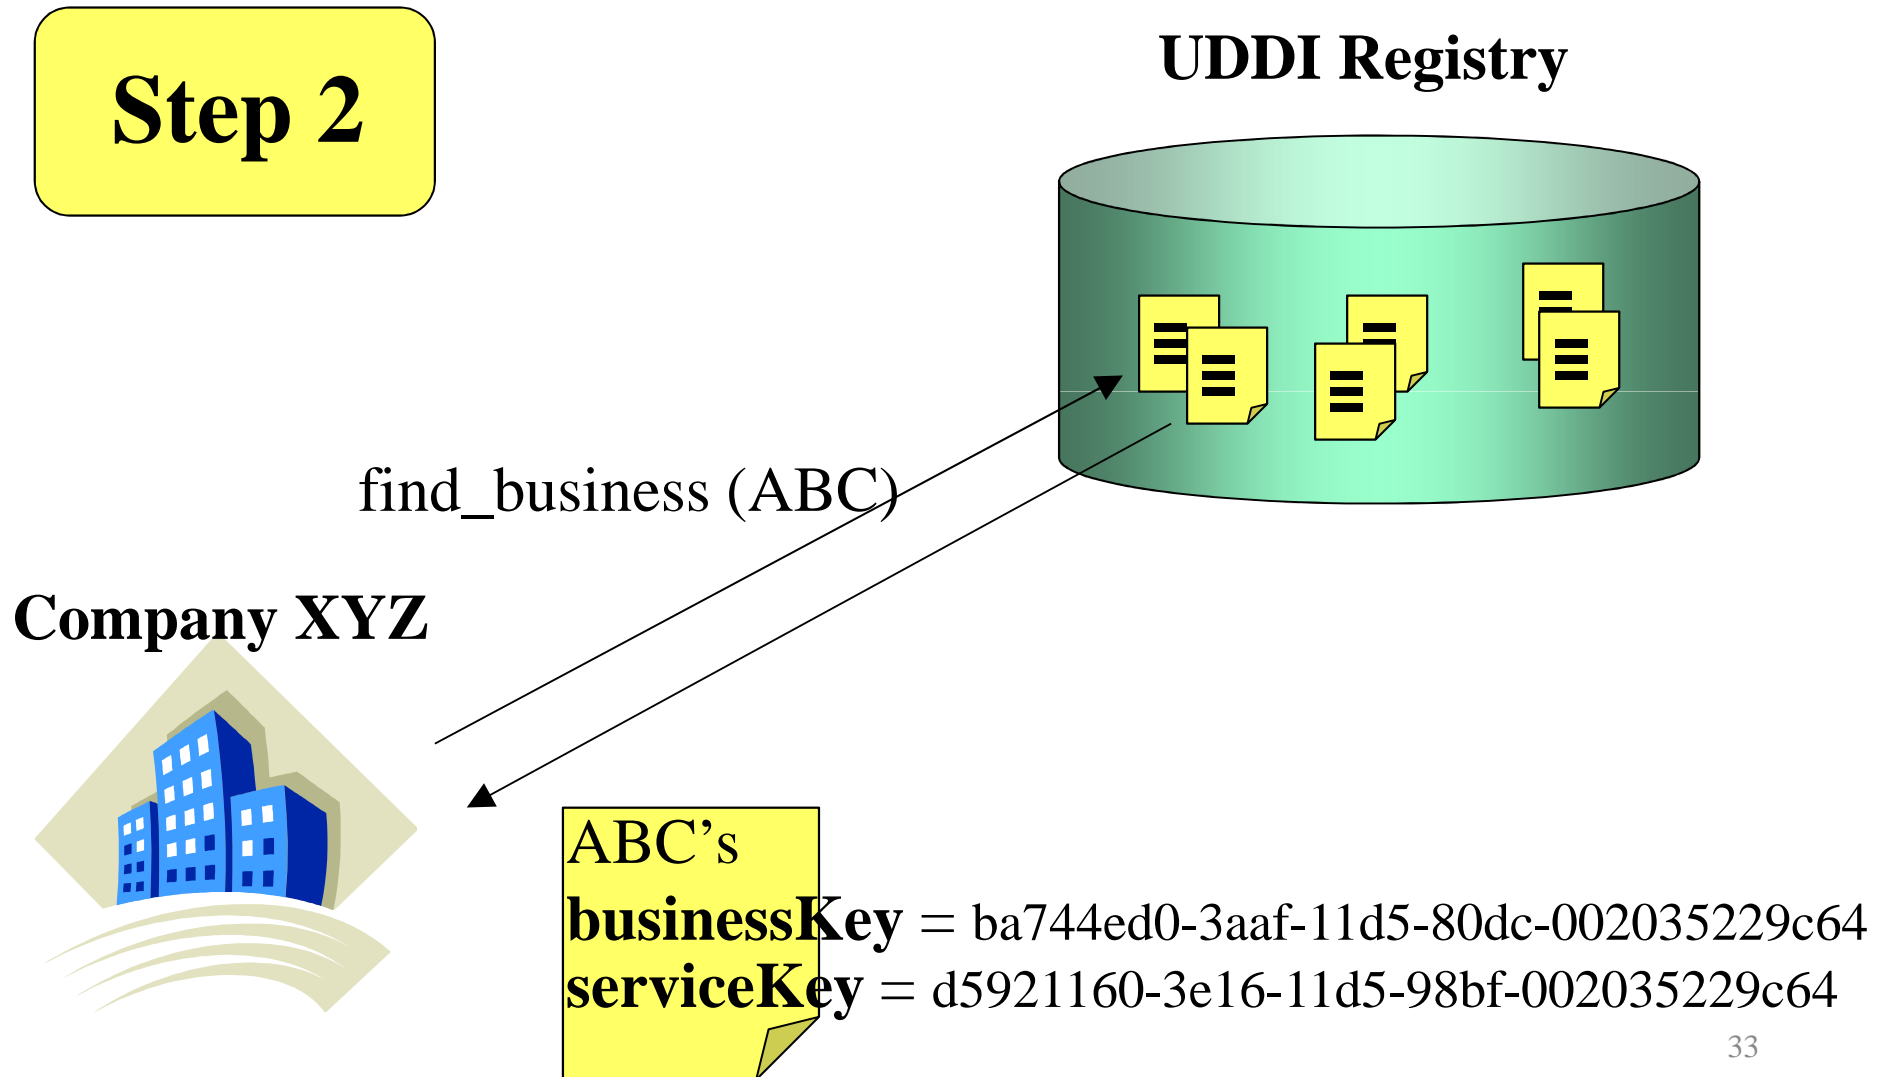 Step 2
UDDI Registry
find_business (ABC)
Company XYZ
ABC’s
businessKey = ba744ed0-3aaf-11d5-80dc-002035229c64
serviceKey = d5921160-3e16-11d5-98bf-002035229c64
33